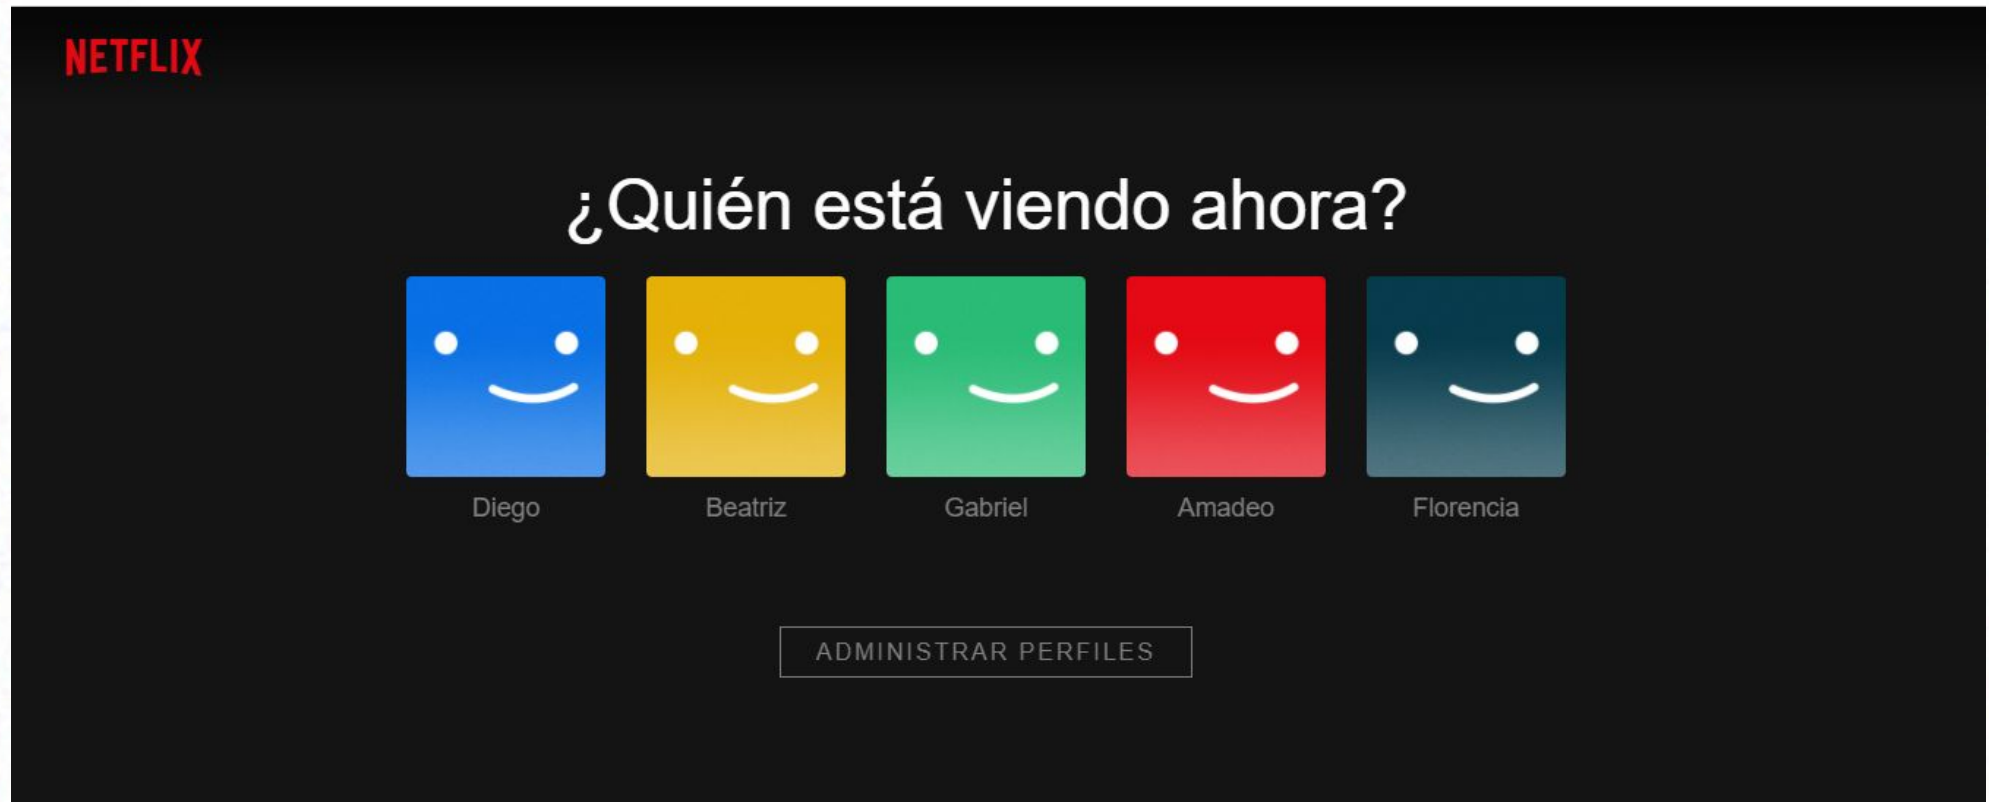 NETFLIX
¿Quién está viendo ahora?
Diego Beatriz Gabriel Amadeo Florencia
ADMINISTRAR PERFILES